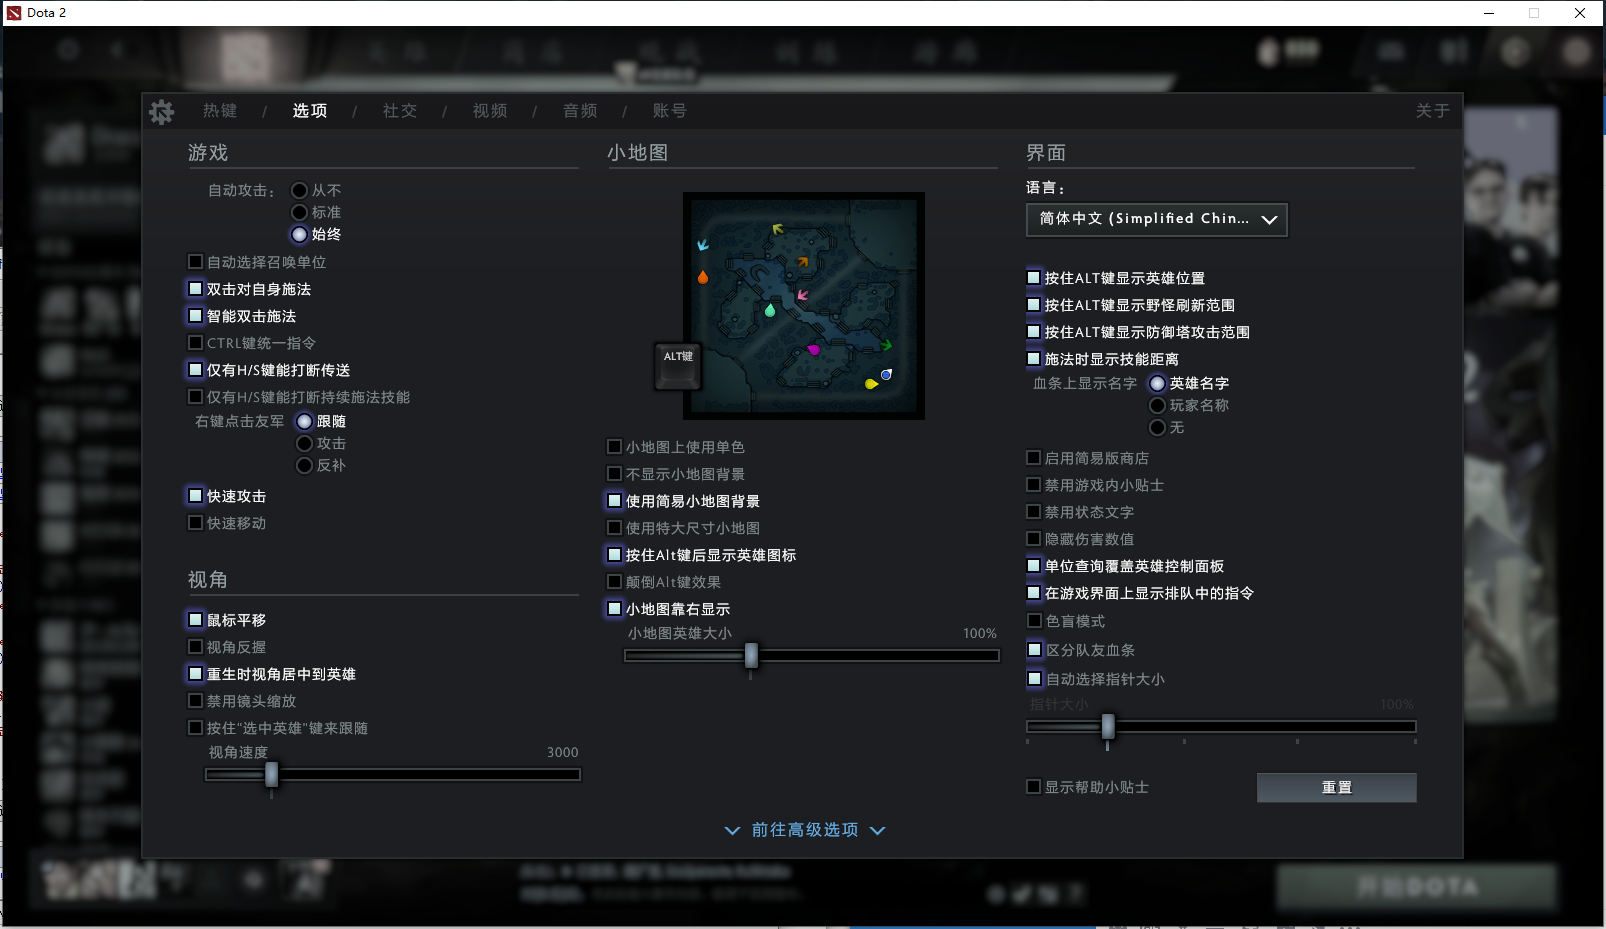 Dota 2
热键 / 选项 / 社交 / 视频 / 音频 / 账号
关于
游戏
自动攻击：
从不
标准
始终
自动选择召唤单位
双击对自身施法
智能双击施法
CTRL键统一指令
仅有H/S键能打断传送
仅有H/S键能打断持续施法技能
右键点击友军
跟随
攻击
反补
快速攻击
快速移动
视角
鼠标平移
视角反握
重生时视角居中到英雄
禁用镜头缩放
按住"选中英雄"键来跟随
视角速度 3000
小地图
ALT键
小地图上使用单色
不显示小地图背景
使用简易小地图背景
使用特大尺寸小地图
按住Alt键后显示英雄图标
颠倒Alt键效果
小地图靠右显示
小地图英雄大小 100%
界面
语言：
简体中文 (Simplified Chin...
按住ALT键显示英雄位置
按住ALT键显示野怪刷新范围
按住ALT键显示防御塔攻击范围
施法时显示技能距离
血条上显示名字
英雄名字
玩家名称
无
启用简易版商店
禁用游戏内小贴士
禁用状态文字
隐藏伤害数值
单位查询覆盖英雄控制面板
在游戏界面上显示排队中的指令
色盲模式
区分队友血条
自动选择指针大小
指针大小 100%
显示帮助小贴士
重置
前往高级选项
开始DOTA